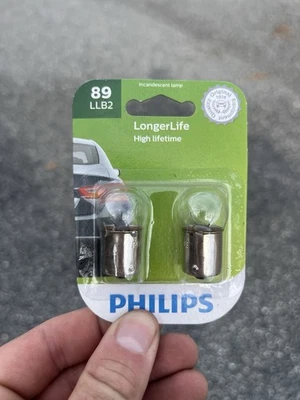 Incandescent lamp
89
LLB2
LongerLife
High lifetime
PHILIPS